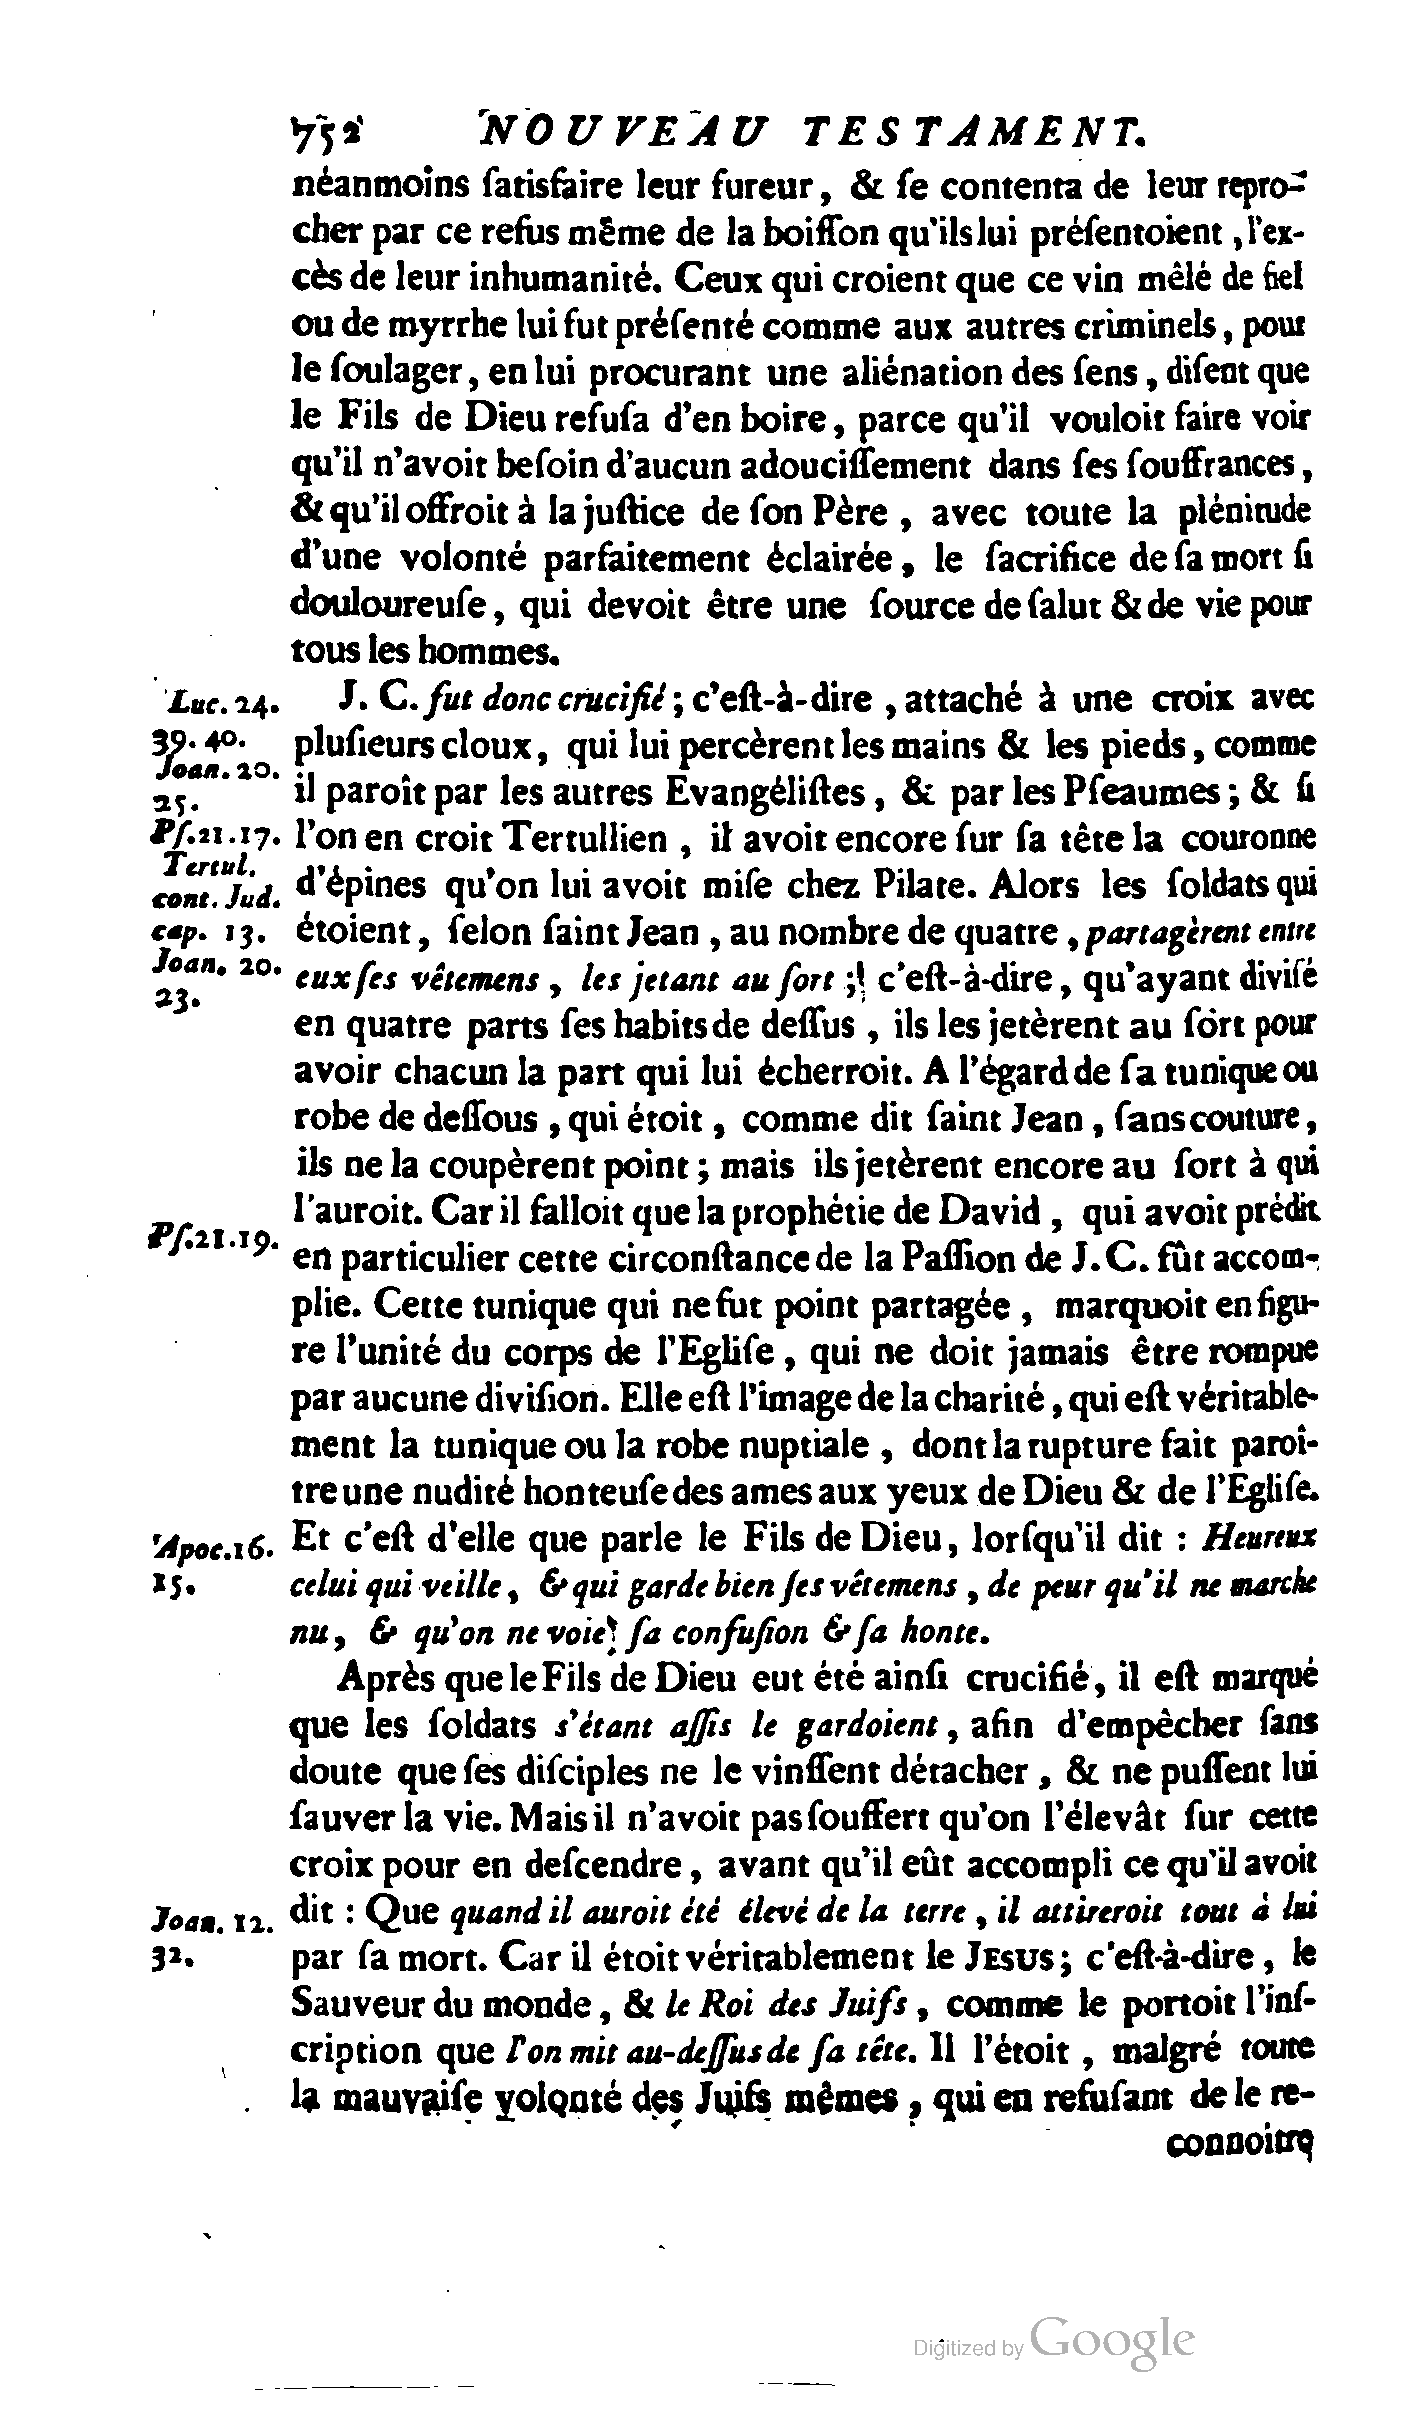 752 NOUVEAU TESTAMENT.
néanmoins ſatisfaire leur fureur, & ſe contenta de leur repro-
cher par ce refus même de la boiſſon qu'ils lui préſentoient, l'ex-
cès de leur inhumanité. Ceux qui croient que ce vin mêlé de fiel
ou de myrrhe lui fut préſenté comme aux autres criminels, pour
le ſoulager, en lui procurant une aliénation des ſens, diſent que
le Fils de Dieu refuſa d'en boire, parce qu'il vouloit faire voir
qu'il n'avoit beſoin d'aucun adouciſſement dans ſes ſouffrances,
& qu'il offroit à la juſtice de ſon Père, avec toute la plénitude
d'une volonté parfaitement éclairée, le ſacrifice de ſa mort ſi
douloureuſe, qui devoit être une ſource de ſalut & de vie pour
tous les hommes.
Luc. 24.
39. 40.
Joan. 20.
25.
Pſ. 21.17.
Tertul.
cont. Jud.
cap. 13.
Joan. 20.
23.
J. C. fut donc crucifié; c'eſt-à-dire, attaché à une croix avec
pluſieurs cloux, qui lui percèrent les mains & les pieds, comme
il paroît par les autres Evangéliſtes, & par les Pſeaumes; & ſi
l'on en croit Tertullien, il avoit encore ſur ſa tête la couronne
d'épines qu'on lui avoit miſe chez Pilate. Alors les ſoldats qui
étoient, ſelon ſaint Jean, au nombre de quatre, partagèrent entre
eux ſes vêtemens, les jetant au ſort; c'eſt-à-dire, qu'ayant diviſé
en quatre parts ſes habits de deſſus, ils les jetèrent au ſort pour
avoir chacun la part qui lui écherroit. A l'égard de ſa tunique ou
robe de deſſous, qui étoit, comme dit ſaint Jean, ſans couture,
ils ne la coupèrent point; mais ils jetèrent encore au ſort à qui
l'auroit. Car il falloit que la prophétie de David, qui avoit prédit
Pſ. 21.19.
en particulier cette circonſtance de la Paſſion de J. C. fût accom-
plie. Cette tunique qui ne fut point partagée, marquoit en figu-
re l'unité du corps de l'Egliſe, qui ne doit jamais être rompue
par aucune diviſion. Elle eſt l'image de la charité, qui eſt véritable-
ment la tunique ou la robe nuptiale, dont la rupture fait paroî-
tre une nudité honteuſe des ames aux yeux de Dieu & de l'Egliſe.
Apoc. 16.
15.
Et c'eſt d'elle que parle le Fils de Dieu, lorſqu'il dit : Heureux
celui qui veille, & qui garde bien ſes vêtemens, de peur qu'il ne marche
nu, & qu'on ne voie ſa confuſion & ſa honte.
Après que le Fils de Dieu eut été ainſi crucifié, il eſt marqué
que les ſoldats s'étant aſſis le gardoient, afin d'empêcher ſans
doute que ſes diſciples ne le vinſſent détacher, & ne puſſent lui
ſauver la vie. Mais il n'avoit pas ſouffert qu'on l'élevât ſur cette
croix pour en deſcendre, avant qu'il eût accompli ce qu'il avoit
Joan. 12.
32.
dit : Que quand il auroit été élevé de la terre, il attireroit tout à lui
par ſa mort. Car il étoit véritablement le JESUS; c'eſt-à-dire, le
Sauveur du monde, & le Roi des Juifs, comme le portoit l'inſ-
cription que l'on mit au-deſſus de ſa tête. Il l'étoit, malgré toute
la mauvaiſe volonté des Juifs mêmes, qui en refuſant de le re-
connoitre
Digitized by Google